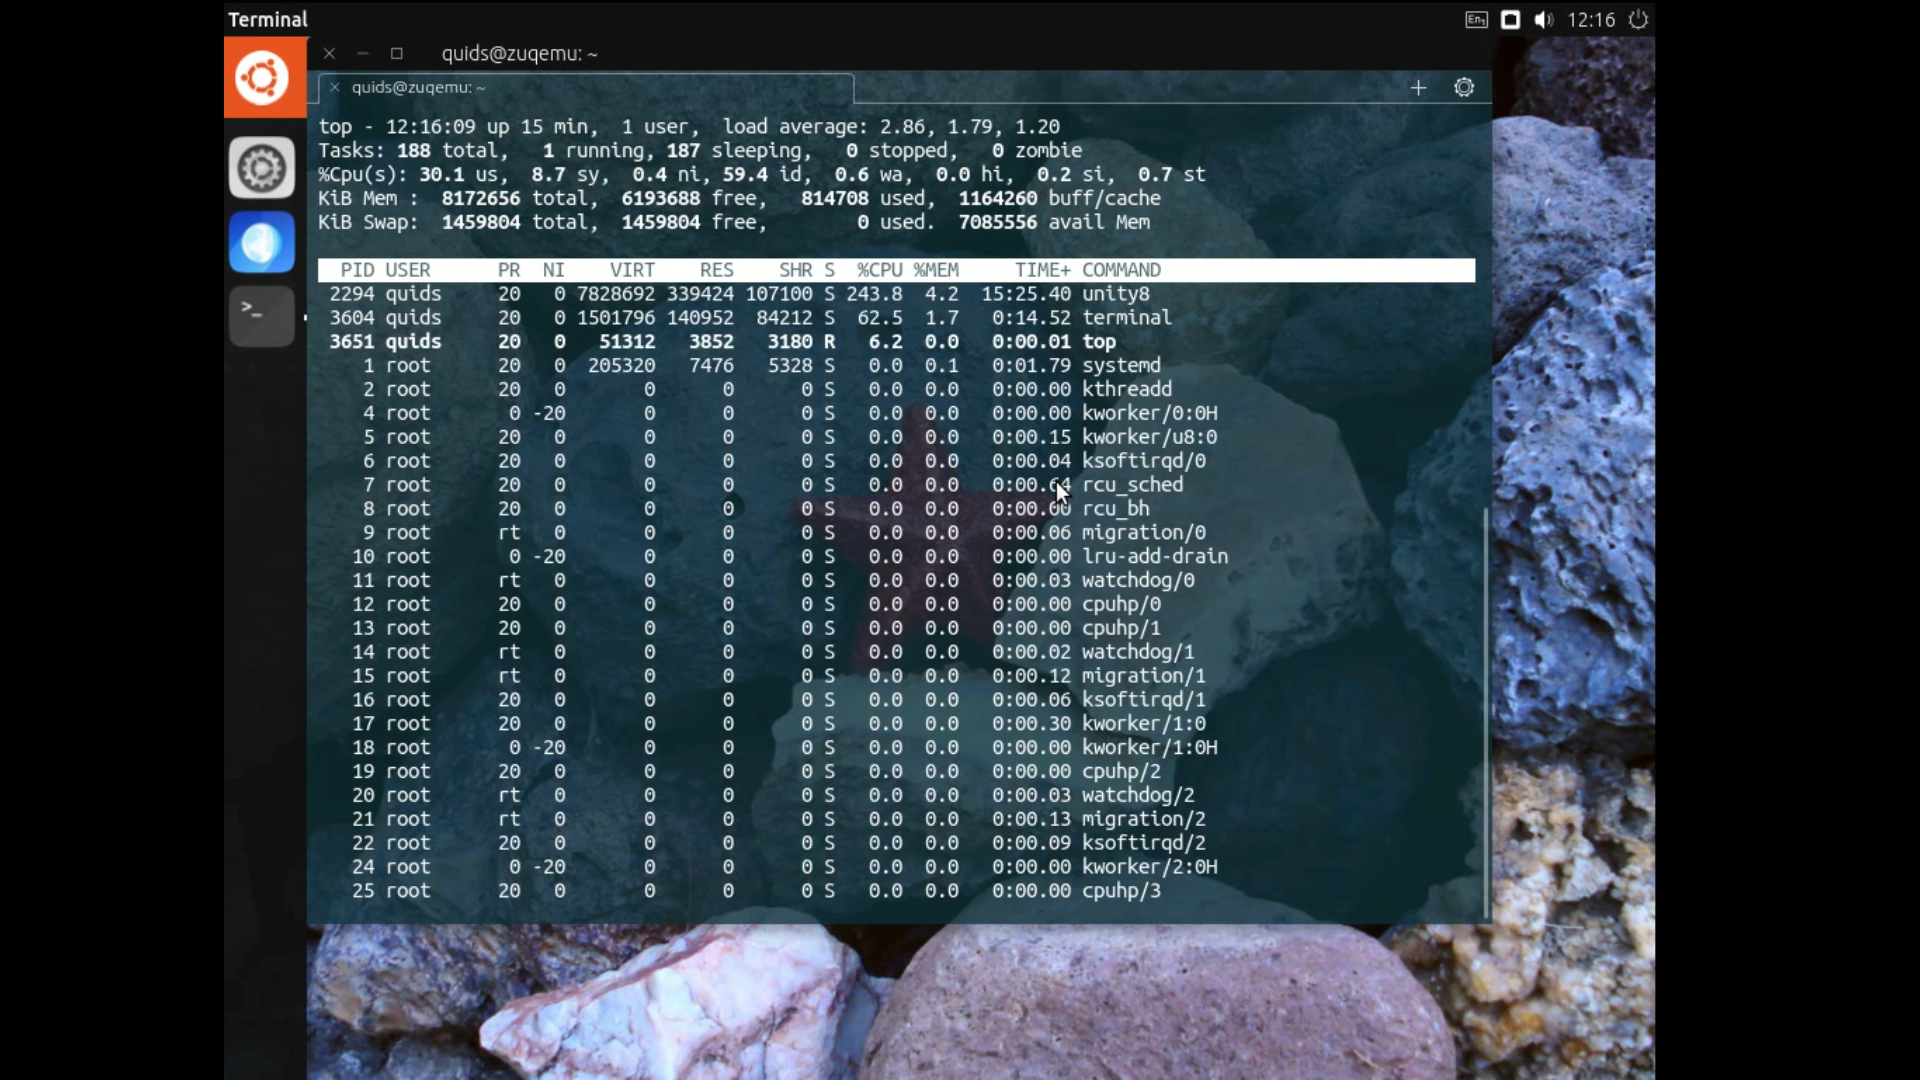 Terminal
En₁ 12:16
quids@zuqemu: ~
quids@zuqemu: ~
top - 12:16:09 up 15 min,  1 user,  load average: 2.86, 1.79, 1.20
Tasks: 188 total,   1 running, 187 sleeping,   0 stopped,   0 zombie
%Cpu(s): 30.1 us,  8.7 sy,  0.4 ni, 59.4 id,  0.6 wa,  0.0 hi,  0.2 si,  0.7 st
KiB Mem :  8172656 total,  6193688 free,   814708 used,  1164260 buff/cache
KiB Swap:  1459804 total,  1459804 free,        0 used.  7085556 avail Mem
PID USER PR NI VIRT RES SHR S %CPU %MEM TIME+ COMMAND
2294 quids 20 0 7828692 339424 107100 S 243.8 4.2 15:25.40 unity8
3604 quids 20 0 1501796 140952 84212 S 62.5 1.7 0:14.52 terminal
3651 quids 20 0 51312 3852 3180 R 6.2 0.0 0:00.01 top
1 root 20 0 205320 7476 5328 S 0.0 0.1 0:01.79 systemd
2 root 20 0 0 0 0 S 0.0 0.0 0:00.00 kthreadd
4 root 0 -20 0 0 0 S 0.0 0.0 0:00.00 kworker/0:0H
5 root 20 0 0 0 0 S 0.0 0.0 0:00.15 kworker/u8:0
6 root 20 0 0 0 0 S 0.0 0.0 0:00.04 ksoftirqd/0
7 root 20 0 0 0 0 S 0.0 0.0 rcu_sched
8 root 20 0 0 0 0 S 0.0 0.0 0:00.00 rcu_bh
9 root rt 0 0 0 0 S 0.0 0.0 0:00.06 migration/0
10 root 0 -20 0 0 0 S 0.0 0.0 0:00.00 lru-add-drain
11 root rt 0 0 0 0 S 0.0 0.0 0:00.03 watchdog/0
12 root 20 0 0 0 0 S 0.0 0.0 0:00.00 cpuhp/0
13 root 20 0 0 0 0 S 0.0 0.0 0:00.00 cpuhp/1
14 root rt 0 0 0 0 S 0.0 0.0 0:00.02 watchdog/1
15 root rt 0 0 0 0 S 0.0 0.0 0:00.12 migration/1
16 root 20 0 0 0 0 S 0.0 0.0 0:00.06 ksoftirqd/1
17 root 20 0 0 0 0 S 0.0 0.0 0:00.30 kworker/1:0
18 root 0 -20 0 0 0 S 0.0 0.0 0:00.00 kworker/1:0H
19 root 20 0 0 0 0 S 0.0 0.0 0:00.00 cpuhp/2
20 root rt 0 0 0 0 S 0.0 0.0 0:00.03 watchdog/2
21 root rt 0 0 0 0 S 0.0 0.0 0:00.13 migration/2
22 root 20 0 0 0 0 S 0.0 0.0 0:00.09 ksoftirqd/2
24 root 0 -20 0 0 0 S 0.0 0.0 0:00.00 kworker/2:0H
25 root 20 0 0 0 0 S 0.0 0.0 0:00.00 cpuhp/3